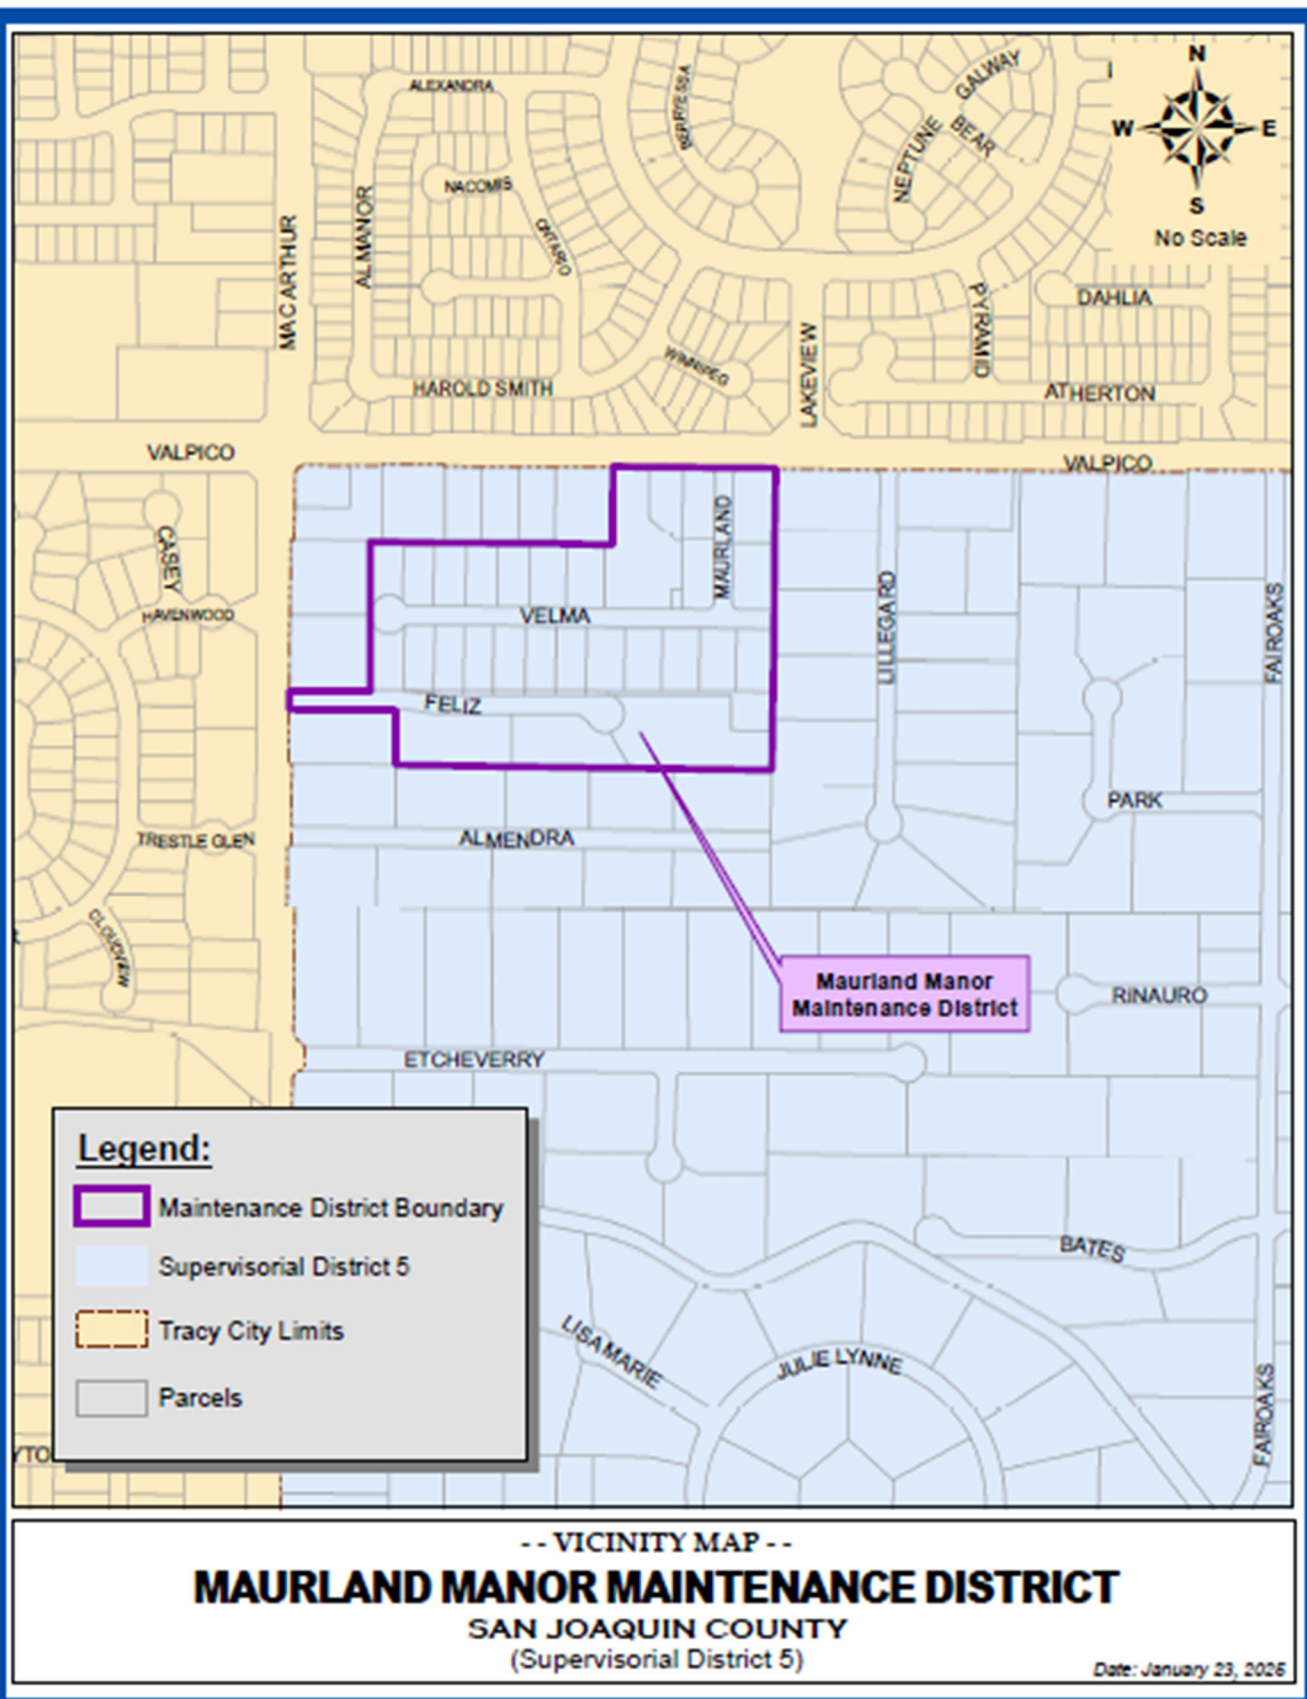 ALEXANDRA
BERRYESSA
GALWAY
BEAR
NEPTUNE
N
W
E
S
No Scale
NACOMIS
ALMANOR
ONTARIO
MAC ARTHUR
PYRAMID
DAHLIA
WINNIPEG
LAKEVIEW
HAROLD SMITH
ATHERTON
VALPICO
VALPICO
CASEY
MAURLAND
HAVENWOOD
VELMA
LILLEGARD
FAIROAKS
FELIZ
PARK
TRESTLE GLEN
ALMENDRA
CLOUDVIEW
Maurland Manor
Maintenance District
RINAURO
ETCHEVERRY
Legend:
Maintenance District Boundary
Supervisorial District 5
Tracy City Limits
Parcels
BATES
LISA MARIE
JULIE LYNNE
FAIROAKS
YTO
- - VICINITY MAP - -
MAURLAND MANOR MAINTENANCE DISTRICT
SAN JOAQUIN COUNTY
(Supervisorial District 5)
Date: January 23, 2025